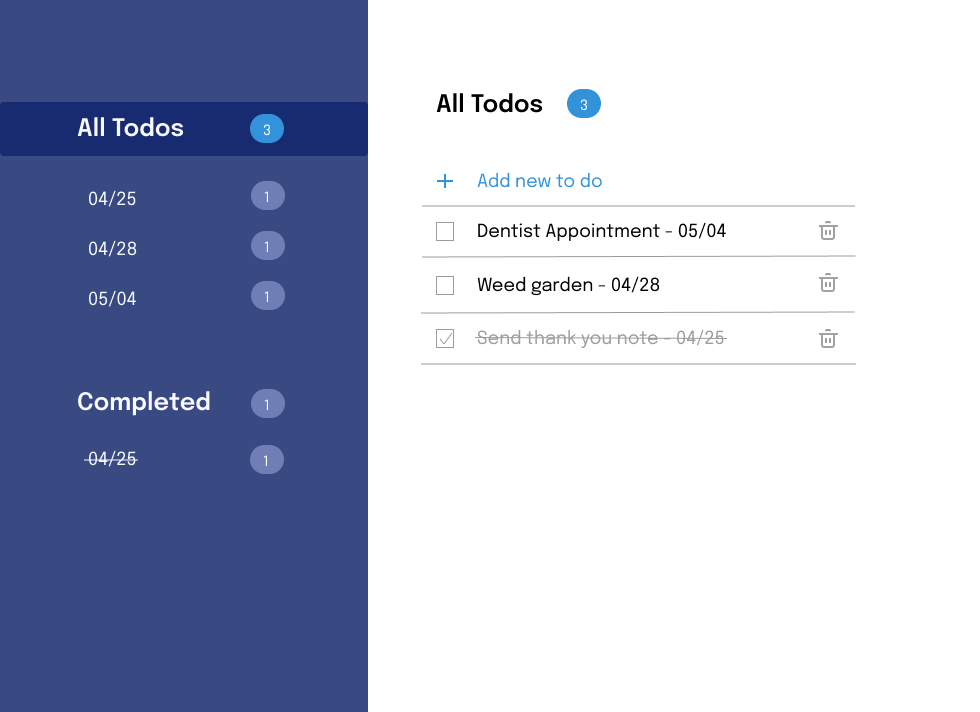 All Todos 3
04/25 1
04/28 1
05/04 1
Completed 1
04/25 1
All Todos 3
+ Add new to do
Dentist Appointment - 05/04
Weed garden - 04/28
Send thank you note - 04/25